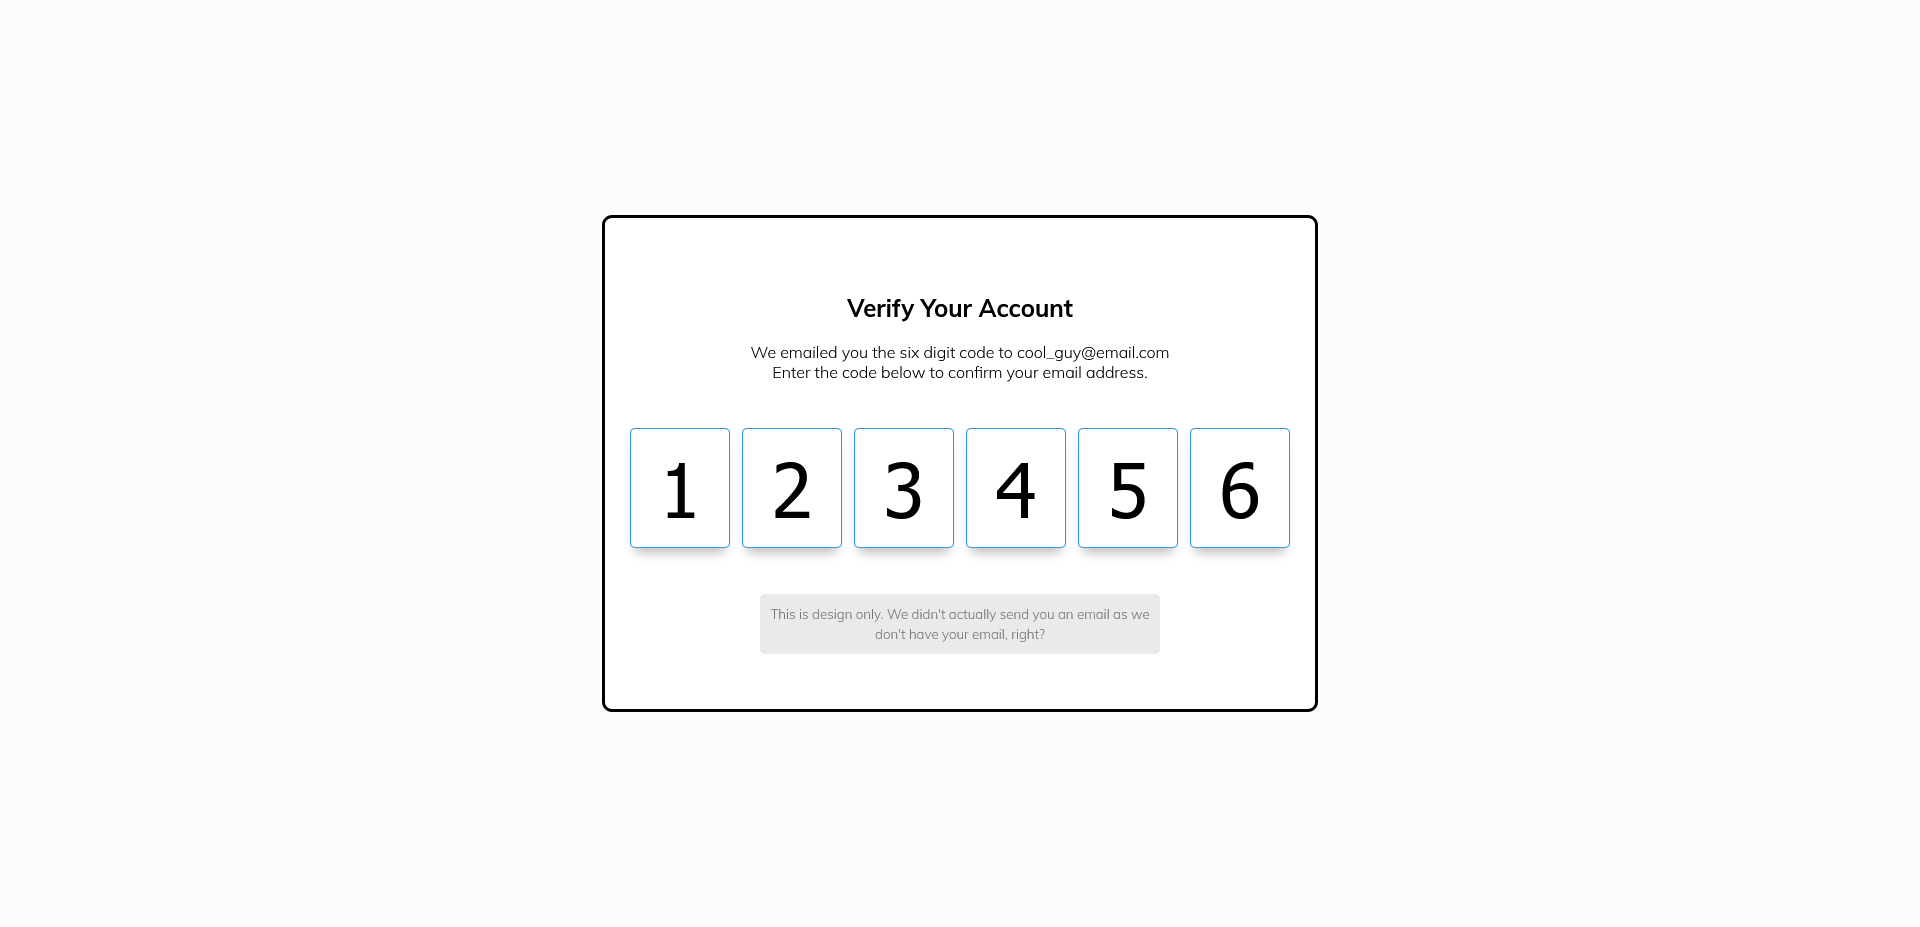 Verify Your Account
We emailed you the six digit code to cool_guy@email.com
Enter the code below to confirm your email address.
1 2 3 4 5 6
This is design only. We didn't actually send you an email as we
don't have your email, right?